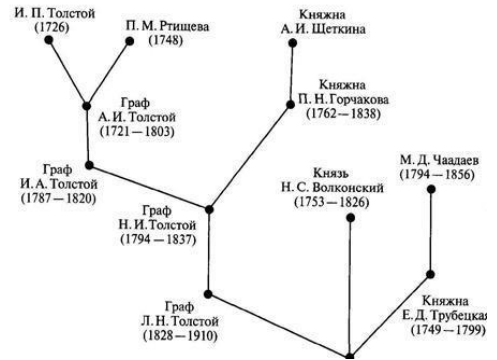 И. П. Толстой
(1726)
П. М. Ртищева
(1748)
Княжна
А. И. Щеткина
Граф
А. И. Толстой
(1721—1803)
Княжна
П. Н. Горчакова
(1762—1838)
Граф
И. А. Толстой
(1787—1820)
Князь
Н. С. Волконский
(1753—1826)
М. Д. Чаадаев
(1794—1856)
Граф
Н. И. Толстой
(1794—1837)
Граф
Л. Н. Толстой
(1828—1910)
Княжна
Е. Д. Трубецкая
(1749—1799)